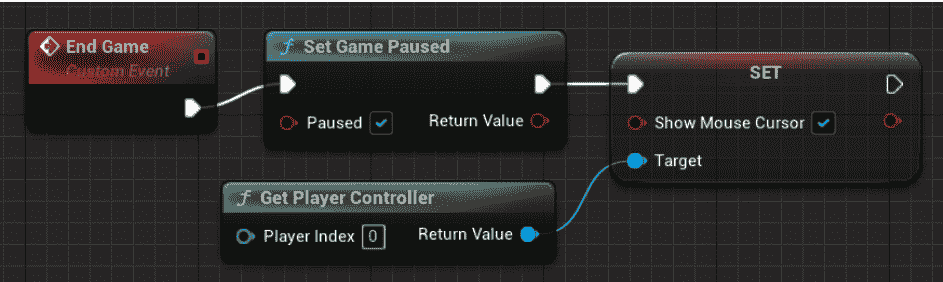 End Game
Custom Event
Set Game Paused
Paused
Return Value
SET
Show Mouse Cursor
Target
Get Player Controller
Player Index 0
Return Value